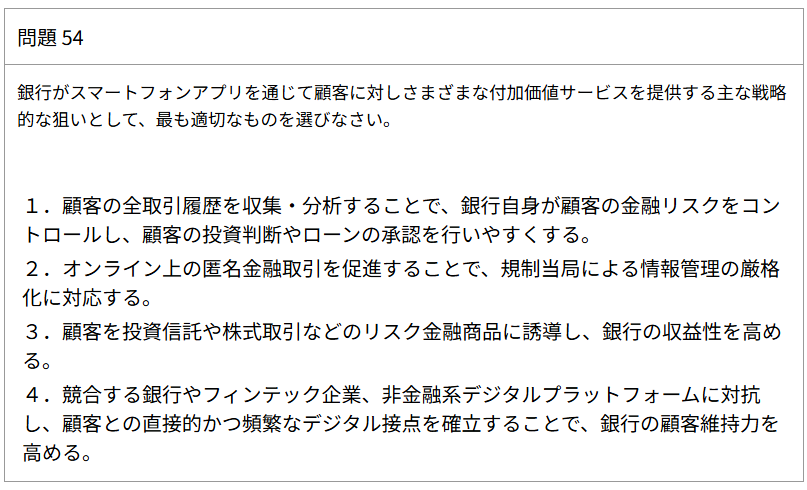 問題 54
銀行がスマートフォンアプリを通じて顧客に対しさまざまな付加価値サービスを提供する主な戦略
的な狙いとして、最も適切なものを選びなさい。
１．顧客の全取引履歴を収集・分析することで、銀行自身が顧客の金融リスクをコン
トロールし、顧客の投資判断やローンの承認を行いやすくする。
２．オンライン上の匿名金融取引を促進することで、規制当局による情報管理の厳格
化に対応する。
３．顧客を投資信託や株式取引などのリスク金融商品に誘導し、銀行の収益性を高め
る。
４．競合する銀行やフィンテック企業、非金融系デジタルプラットフォームに対抗
し、顧客との直接的かつ頻繁なデジタル接点を確立することで、銀行の顧客維持力を
高める。